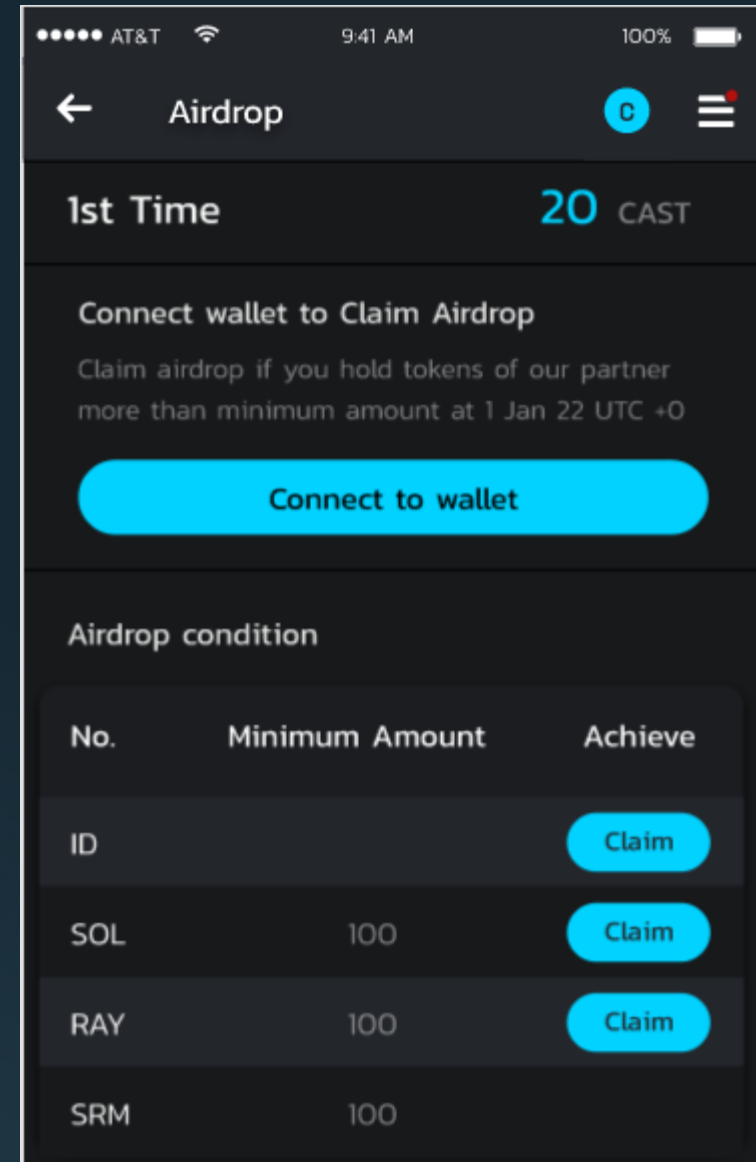 AT&T 9:41 AM 100%
Airdrop C
1st Time 20 CAST
Connect wallet to Claim Airdrop
Claim airdrop if you hold tokens of our partner
more than minimum amount at 1 Jan 22 UTC +0
Connect to wallet
Airdrop condition
No. Minimum Amount Achieve
ID Claim
SOL 100 Claim
RAY 100 Claim
SRM 100